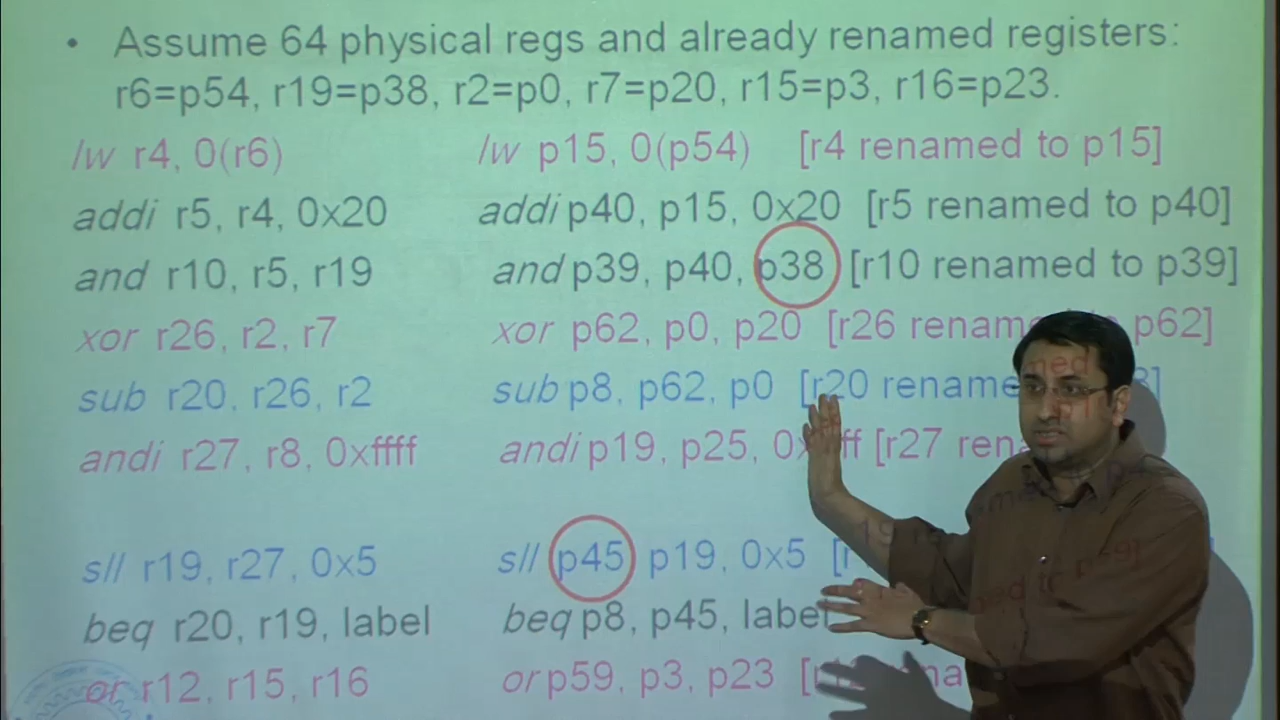 • Assume 64 physical regs and already renamed registers:
r6=p54, r19=p38, r2=p0, r7=p20, r15=p3, r16=p23.
lw r4, 0(r6) lw p15, 0(p54) [r4 renamed to p15]
addi r5, r4, 0x20 addi p40, p15, 0x20 [r5 renamed to p40]
and r10, r5, r19 and p39, p40, p38 [r10 renamed to p39]
xor r26, r2, r7 xor p62, p0, p20 [r26 renamed to p62]
sub r20, r26, r2 sub p8, p62, p0 [r20 renamed
andi r27, r8, 0xffff andi p19, p25, [r27
sll r19, r27, 0x5 sll p45, p19, 0x5
beq r20, r19, label beq p8, p45, label
or r12, r15, r16 or p59, p3, p23